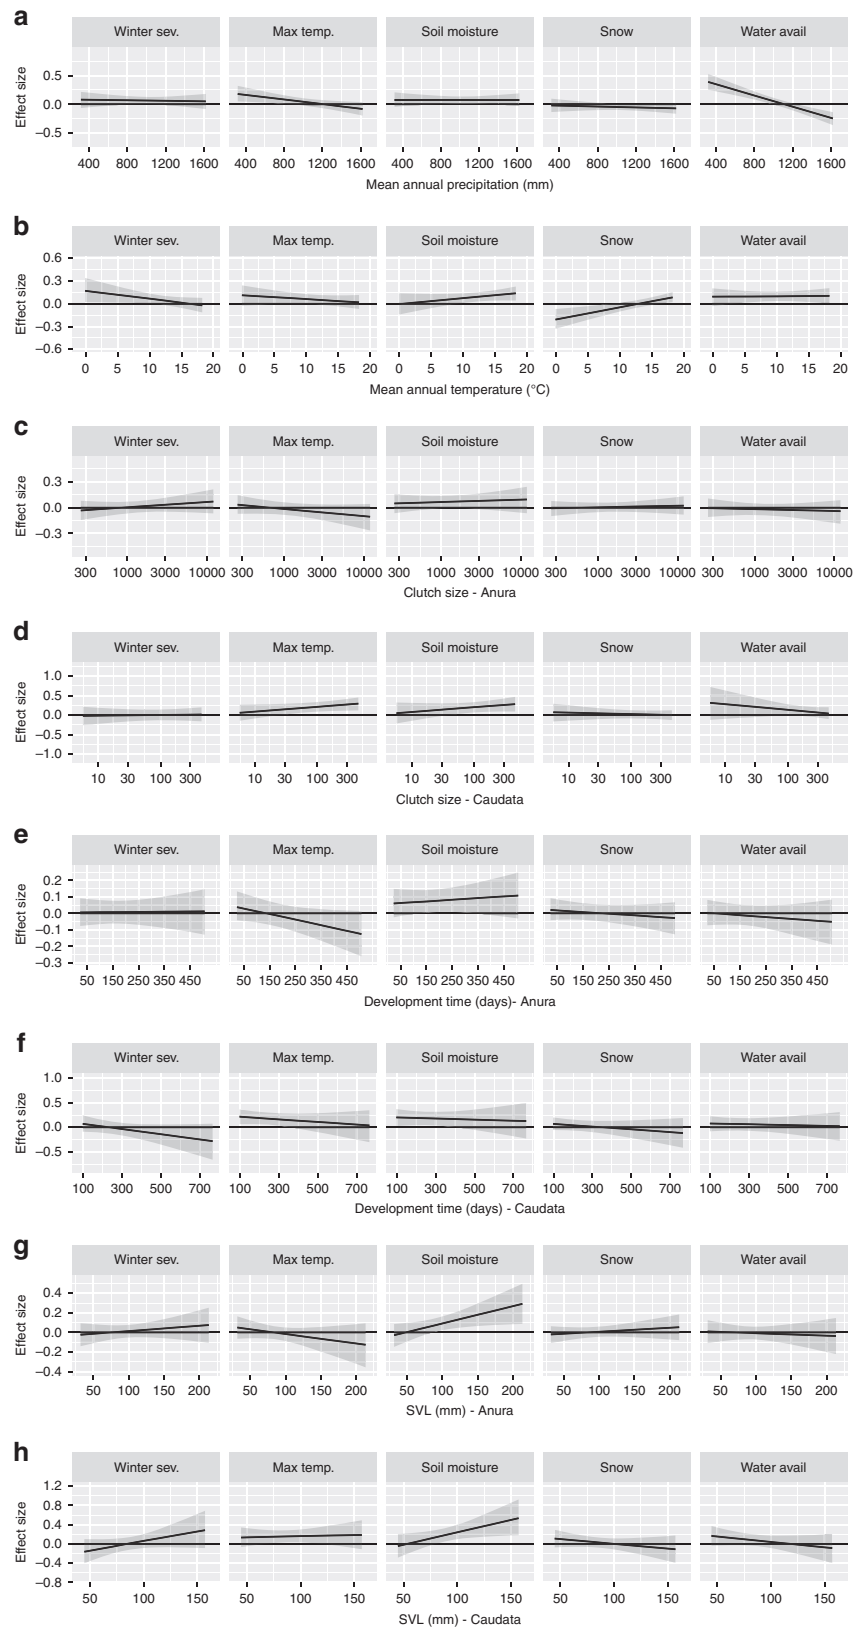 a
Winter sev. Max temp. Soil moisture Snow Water avail
Effect size
0.5
0.0
–0.5
400 800 1200 1600 400 800 1200 1600 400 800 1200 1600 400 800 1200 1600 400 800 1200 1600
Mean annual precipitation (mm)
b
Winter sev. Max temp. Soil moisture Snow Water avail
Effect size
0.6
0.3
0.0
–0.3
–0.6
0 5 10 15 20 0 5 10 15 20 0 5 10 15 20 0 5 10 15 20 0 5 10 15 20
Mean annual temperature (°C)
c
Winter sev. Max temp. Soil moisture Snow Water avail
Effect size
0.3
0.0
–0.3
300 1000 3000 10000 300 1000 3000 10000 300 1000 3000 10000 300 1000 3000 10000 300 1000 3000 10000
Clutch size - Anura
d
Winter sev. Max temp. Soil moisture Snow Water avail
Effect size
1.0
0.5
0.0
–0.5
–1.0
10 30 100 300 10 30 100 300 10 30 100 300 10 30 100 300 10 30 100 300
Clutch size - Caudata
e
Winter sev. Max temp. Soil moisture Snow Water avail
Effect size
0.2
0.1
0.0
–0.1
–0.2
–0.3
50 150 250 350 450 50 150 250 350 450 50 150 250 350 450 50 150 250 350 450 50 150 250 350 450
Development time (days)- Anura
f
Winter sev. Max temp. Soil moisture Snow Water avail
Effect size
1.0
0.5
0.0
–0.5
100 300 500 700 100 300 500 700 100 300 500 700 100 300 500 700 100 300 500 700
Development time (days) - Caudata
g
Winter sev. Max temp. Soil moisture Snow Water avail
Effect size
0.4
0.2
0.0
–0.2
–0.4
50 100 150 200 50 100 150 200 50 100 150 200 50 100 150 200 50 100 150 200
SVL (mm) - Anura
h
Winter sev. Max temp. Soil moisture Snow Water avail
Effect size
1.2
0.8
0.4
0.0
–0.4
–0.8
50 100 150 50 100 150 50 100 150 50 100 150 50 100 150
SVL (mm) - Caudata